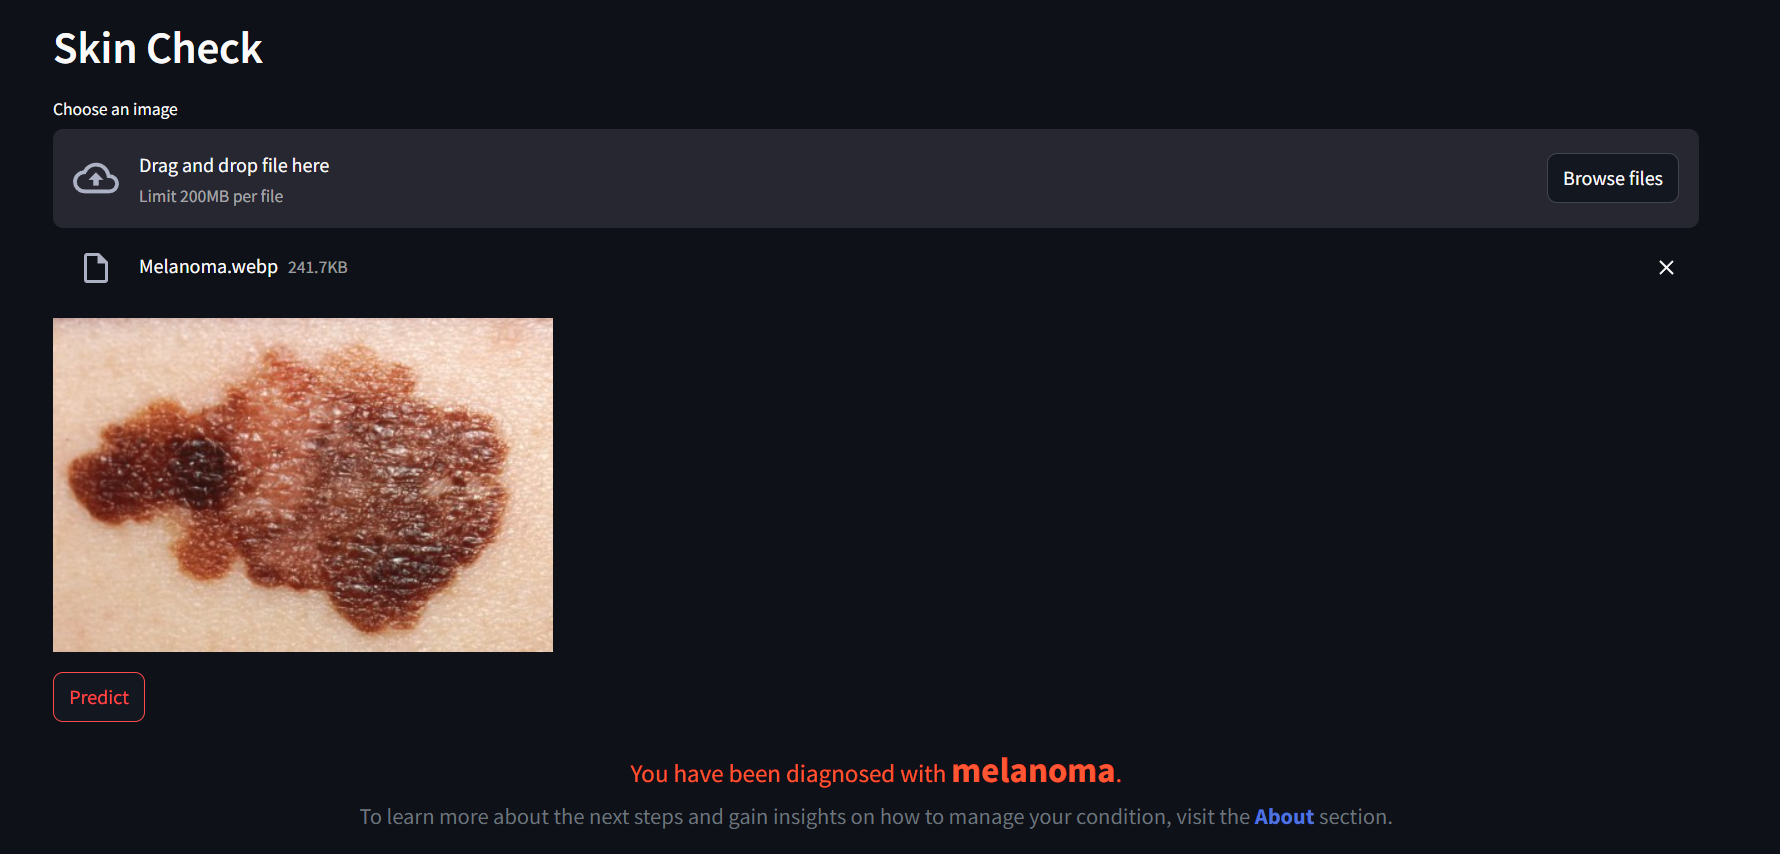 Skin Check
Choose an image
Drag and drop file here
Limit 200MB per file
Browse files
Melanoma.webp 241.7KB
Predict
You have been diagnosed with melanoma.
To learn more about the next steps and gain insights on how to manage your condition, visit the About section.